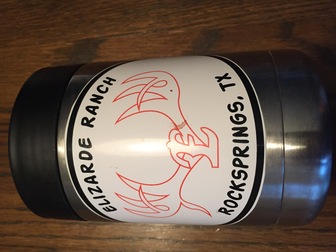 ELIZARDE RANCH
ROCKSPRINGS, TX